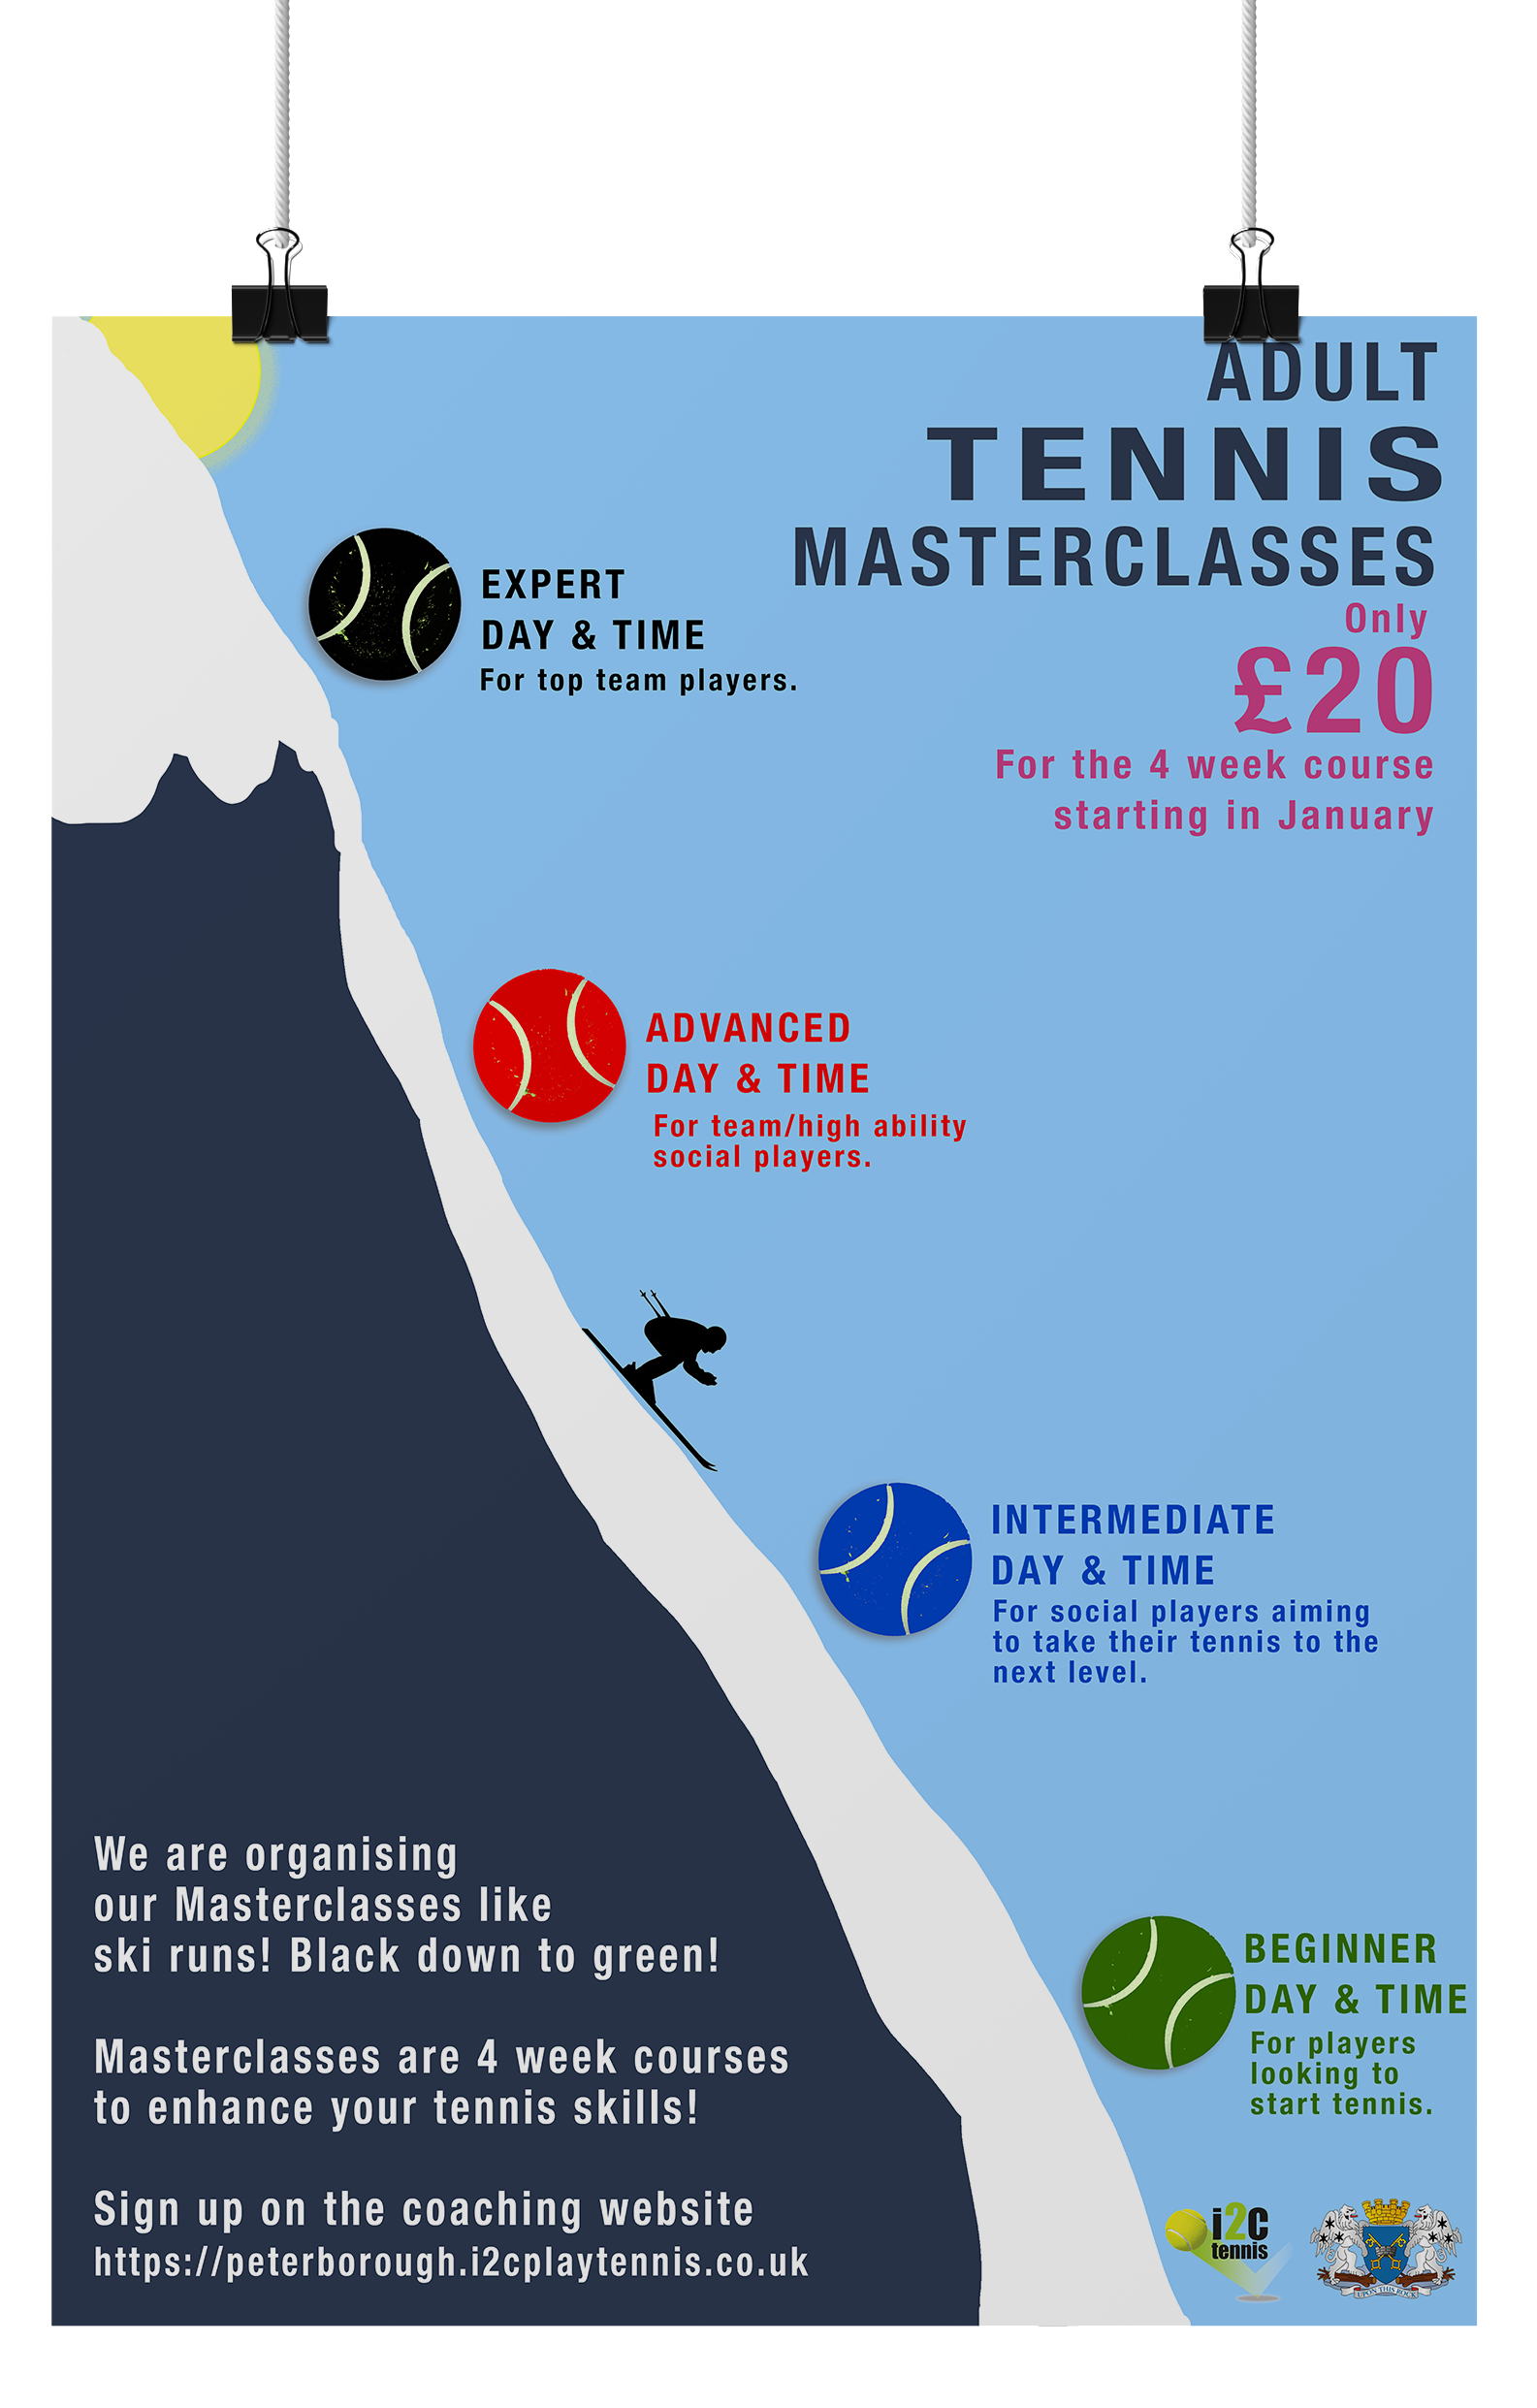 ADULT
TENNIS
MASTERCLASSES
Only
£20
For the 4 week course
starting in January
EXPERT
DAY & TIME
For top team players.
ADVANCED
DAY & TIME
For team/high ability
social players.
INTERMEDIATE
DAY & TIME
For social players aiming
to take their tennis to the
next level.
BEGINNER
DAY & TIME
For players
looking to
start tennis.
We are organising
our Masterclasses like
ski runs! Black down to green!
Masterclasses are 4 week courses
to enhance your tennis skills!
Sign up on the coaching website
https://peterborough.i2cplaytennis.co.uk
i2C
tennis
UPON THIS ROCK